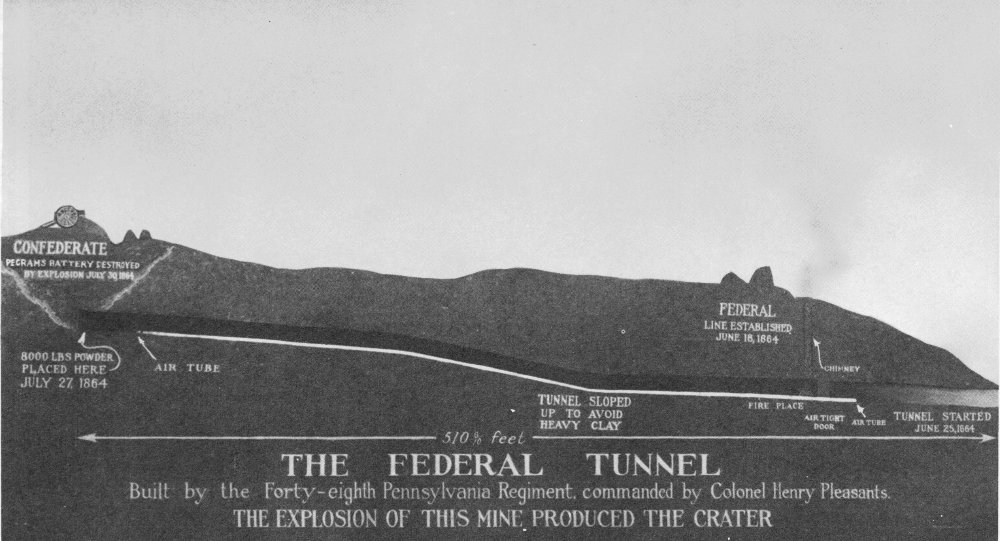 CONFEDERATE
PEGRAMS BATTERY DESTROYED
BY EXPLOSION JULY 30, 1864
FEDERAL
LINE ESTABLISHED
JUNE 18, 1864
8000 LBS POWDER
PLACED HERE
JULY 27, 1864
AIR TUBE
CHIMNEY
TUNNEL SLOPED
UP TO AVOID
HEAVY CLAY
FIRE PLACE
AIR TIGHT
DOOR
AIR TUBE
TUNNEL STARTED
JUNE 25, 1864
feet
THE FEDERAL TUNNEL
Built by the Forty-eighth Pennsylvania Regiment, commanded by Colonel Henry Pleasants.
THE EXPLOSION OF THIS MINE PRODUCED THE CRATER